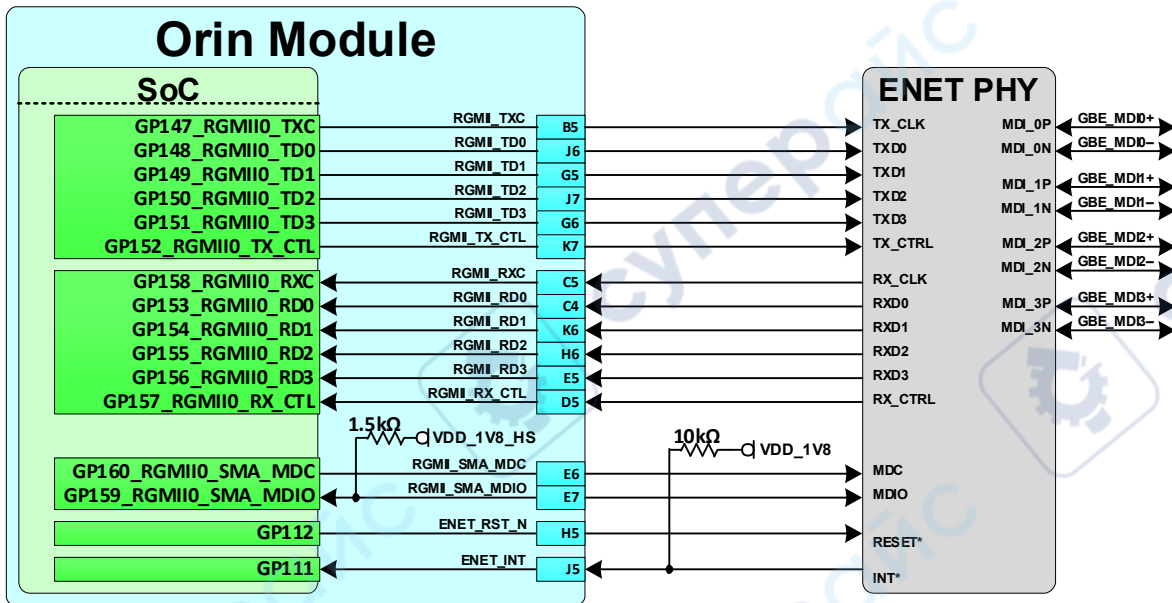 Orin Module
SoC
ENET PHY
GP147_RGMII0_TXC RGMII_TXC B5 TX_CLK MDI_0P GBE_MDI0+
GP148_RGMII0_TD0 RGMII_TD0 J6 TXD0 MDI_0N GBE_MDI0−
GP149_RGMII0_TD1 RGMII_TD1 G5 TXD1 MDI_1P GBE_MDI1+
GP150_RGMII0_TD2 RGMII_TD2 J7 TXD2 MDI_1N GBE_MDI1−
GP151_RGMII0_TD3 RGMII_TD3 G6 TXD3
GP152_RGMII0_TX_CTL RGMII_TX_CTL K7 TX_CTRL MDI_2P GBE_MDI2+
GP158_RGMII0_RXC RGMII_RXC C5 RX_CLK MDI_2N GBE_MDI2−
GP153_RGMII0_RD0 RGMII_RD0 C4 RXD0 MDI_3P GBE_MDI3+
GP154_RGMII0_RD1 RGMII_RD1 K6 RXD1 MDI_3N GBE_MDI3−
GP155_RGMII0_RD2 RGMII_RD2 H6 RXD2
GP156_RGMII0_RD3 RGMII_RD3 E5 RXD3
GP157_RGMII0_RX_CTL RGMII_RX_CTL D5 RX_CTRL
1.5kΩ VDD_1V8_HS 10kΩ VDD_1V8
GP160_RGMII0_SMA_MDC RGMII_SMA_MDC E6 MDC
GP159_RGMII0_SMA_MDIO RGMII_SMA_MDIO E7 MDIO
GP112 ENET_RST_N H5 RESET*
GP111 ENET_INT J5 INT*
суперайс